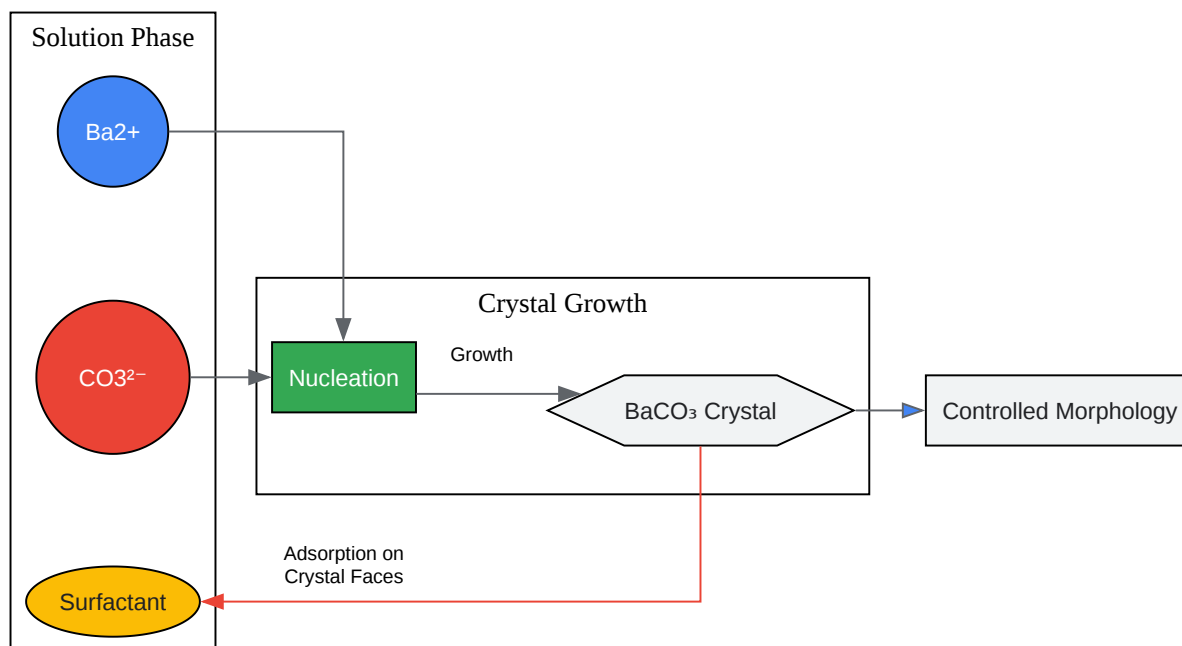 Solution Phase
Ba2+
CO3²⁻
Surfactant
Crystal Growth
Nucleation
Growth
BaCO₃ Crystal
Controlled Morphology
Adsorption on
Crystal Faces